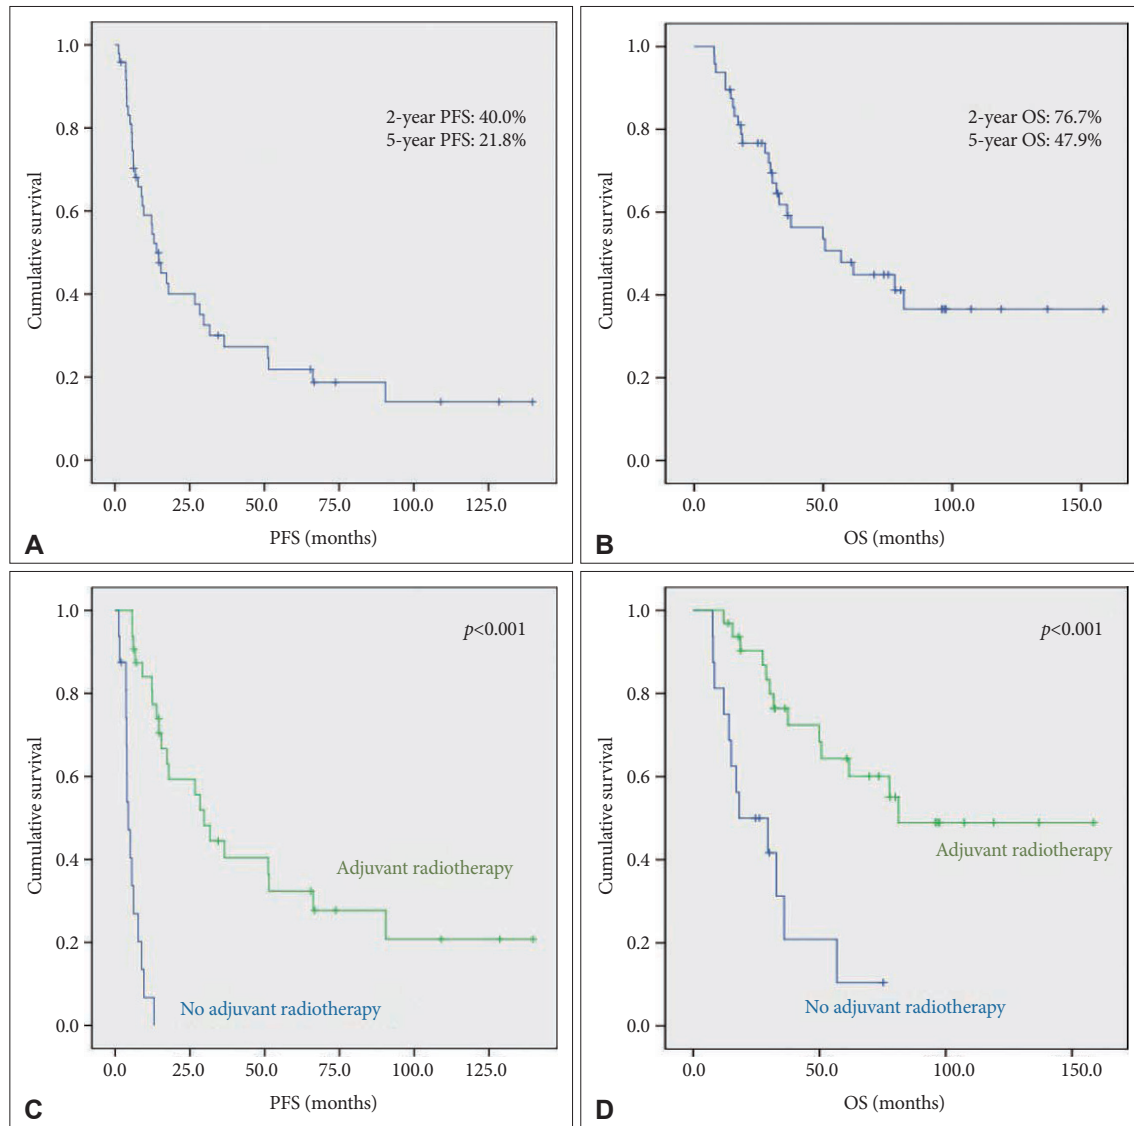 1.0
0.8
0.6
0.4
0.2
0.0
Cumulative survival
2-year PFS: 40.0%
5-year PFS: 21.8%
0.0 25.0 50.0 75.0 100.0 125.0
PFS (months)
A
1.0
0.8
0.6
0.4
0.2
0.0
Cumulative survival
2-year OS: 76.7%
5-year OS: 47.9%
0.0 50.0 100.0 150.0
OS (months)
B
1.0
0.8
0.6
0.4
0.2
0.0
Cumulative survival
p<0.001
Adjuvant radiotherapy
No adjuvant radiotherapy
0.0 25.0 50.0 75.0 100.0 125.0
PFS (months)
C
1.0
0.8
0.6
0.4
0.2
0.0
Cumulative survival
p<0.001
Adjuvant radiotherapy
No adjuvant radiotherapy
0.0 50.0 100.0 150.0
OS (months)
D